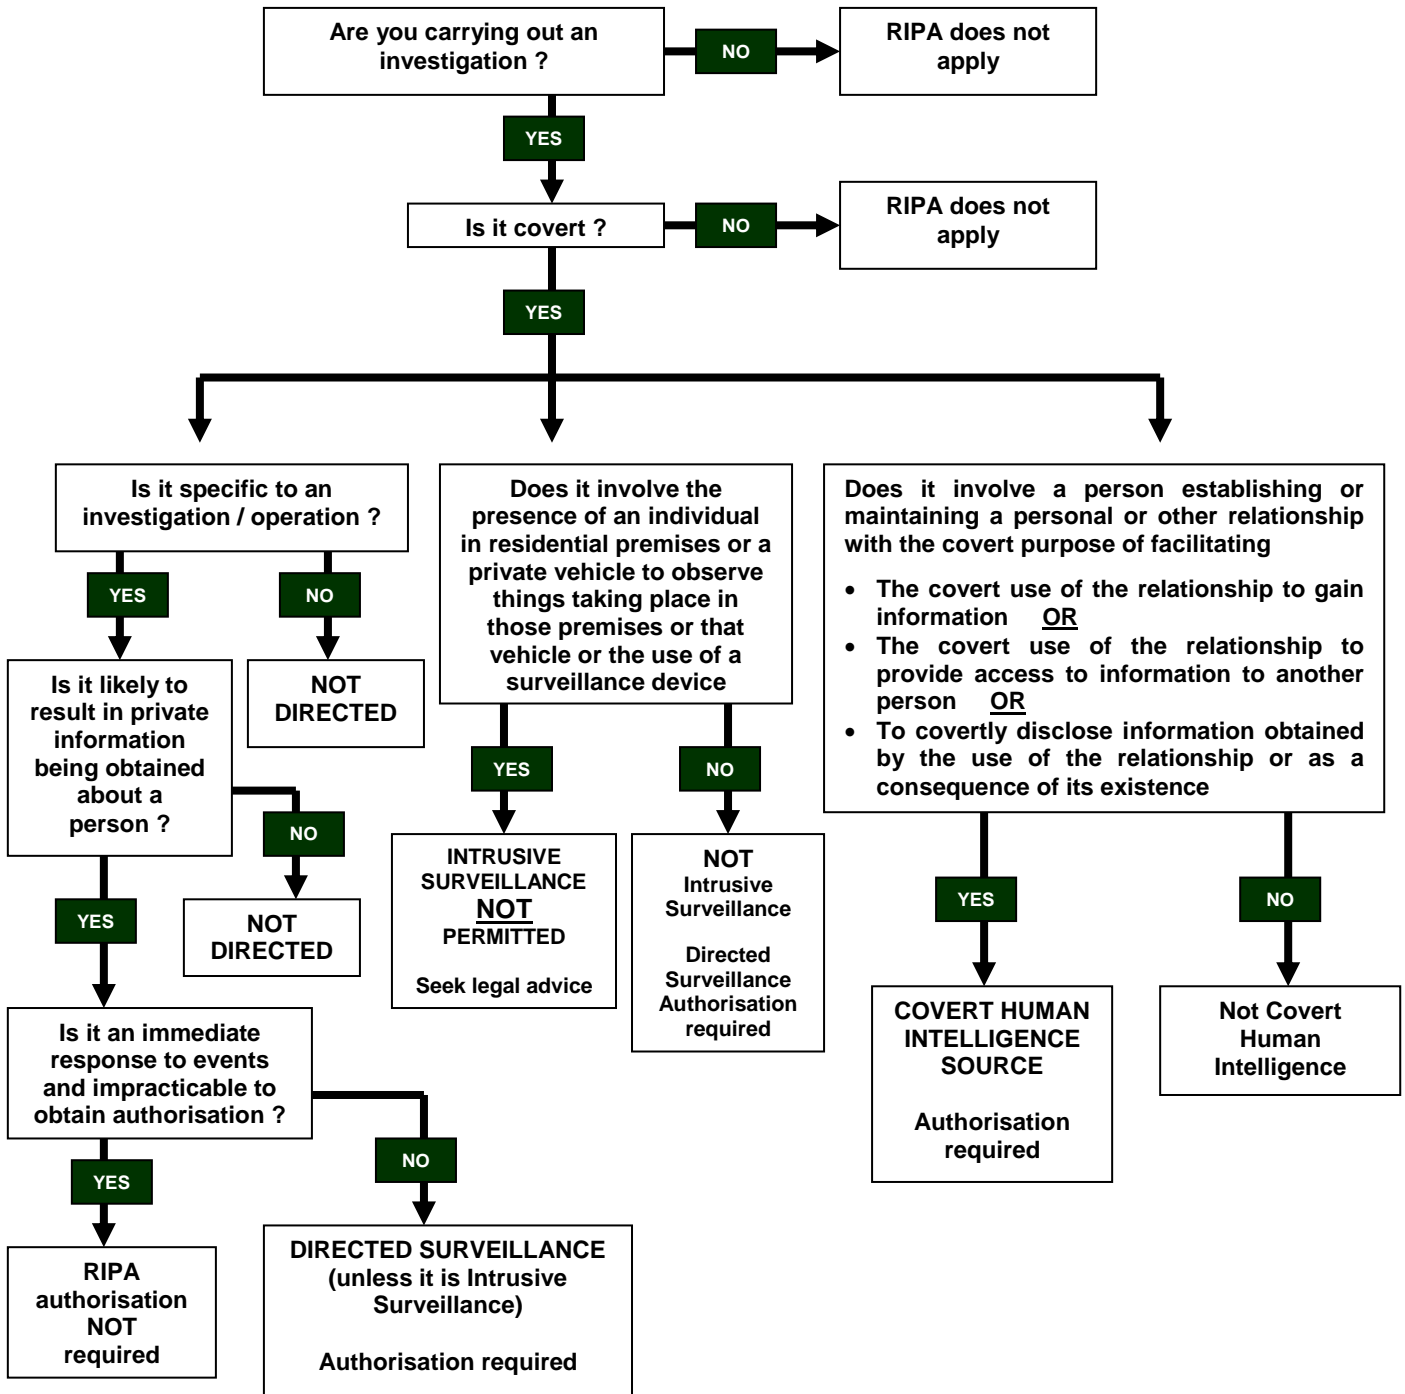 Are you carrying out an
investigation ?
NO
RIPA does not
apply
YES
Is it covert ?
NO
RIPA does not
apply
YES
Is it specific to an
investigation / operation ?
YES
NO
NOT
DIRECTED
Is it likely to
result in private
information
being obtained
about a
person ?
NO
NOT
DIRECTED
YES
Is it an immediate
response to events
and impracticable to
obtain authorisation ?
YES
RIPA
authorisation
NOT
required
NO
DIRECTED SURVEILLANCE
(unless it is Intrusive
Surveillance)
Authorisation required
Does it involve the
presence of an individual
in residential premises or a
private vehicle to observe
things taking place in
those premises or that
vehicle or the use of a
surveillance device
YES
INTRUSIVE
SURVEILLANCE
NOT
PERMITTED
Seek legal advice
NO
NOT
Intrusive
Surveillance
Directed
Surveillance
Authorisation
required
Does it involve a person establishing or
maintaining a personal or other relationship
with the covert purpose of facilitating
• The covert use of the relationship to gain
information OR
• The covert use of the relationship to
provide access to information to another
person OR
• To covertly disclose information obtained
by the use of the relationship or as a
consequence of its existence
YES
COVERT HUMAN
INTELLIGENCE
SOURCE
Authorisation
required
NO
Not Covert
Human
Intelligence